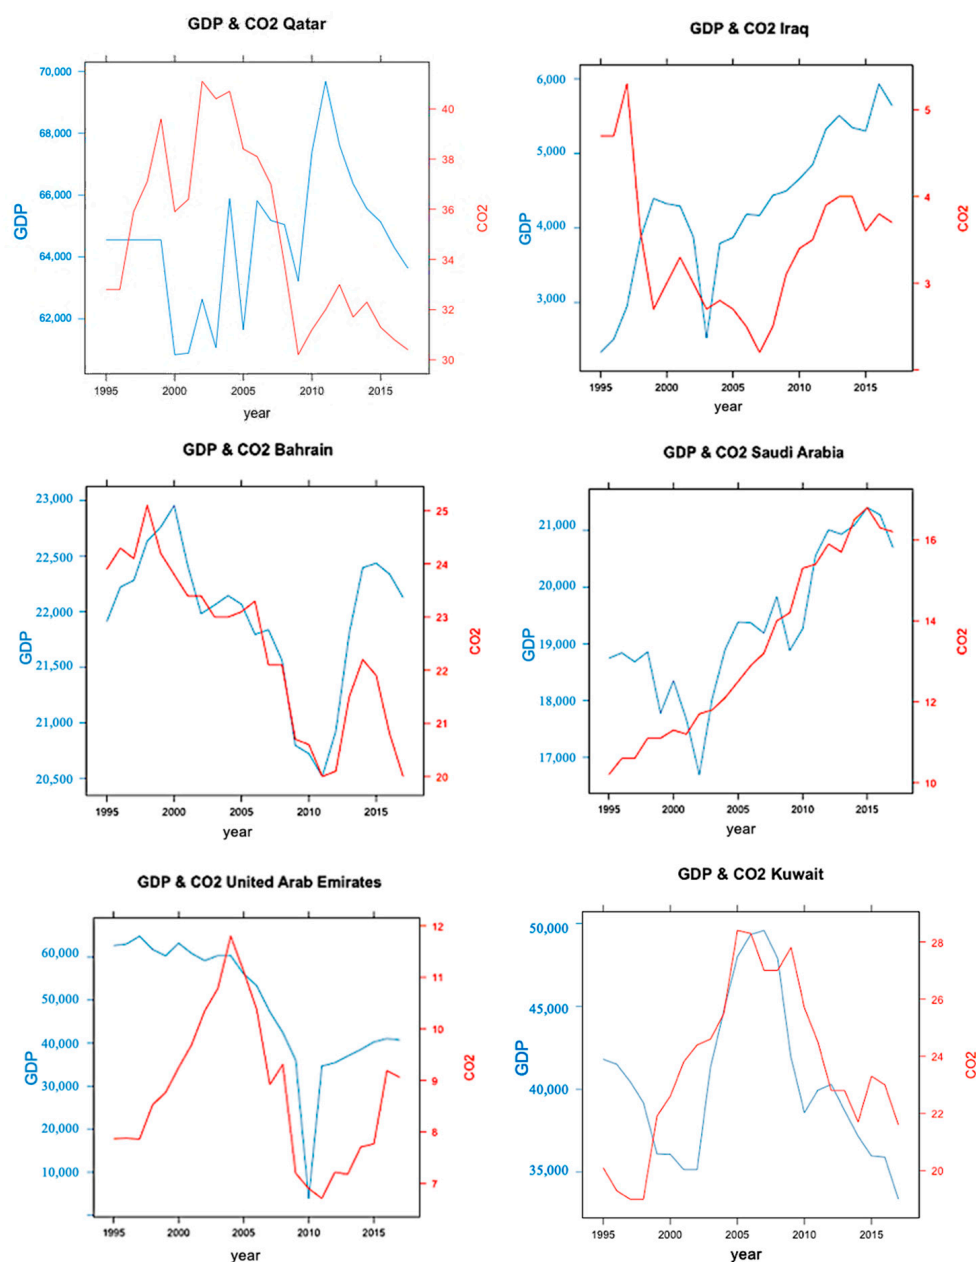 GDP & CO2 Qatar
70,000
68,000
66,000
64,000
62,000
GDP
40
38
36
34
32
30
CO2
1995 2000 2005 2010 2015
year
GDP & CO2 Iraq
6,000
5,000
4,000
3,000
GDP
5
4
3
CO2
1995 2000 2005 2010 2015
year
GDP & CO2 Bahrain
23,000
22,500
22,000
21,500
21,000
20,500
GDP
25
24
23
22
21
20
CO2
1995 2000 2005 2010 2015
year
GDP & CO2 Saudi Arabia
21,000
20,000
19,000
18,000
17,000
GDP
16
14
12
10
CO2
1995 2000 2005 2010 2015
year
GDP & CO2 United Arab Emirates
60,000
50,000
40,000
30,000
20,000
10,000
GDP
12
11
10
9
8
7
CO2
1995 2000 2005 2010 2015
year
GDP & CO2 Kuwait
50,000
45,000
40,000
35,000
GDP
28
26
24
22
20
CO2
1995 2000 2005 2010 2015
year